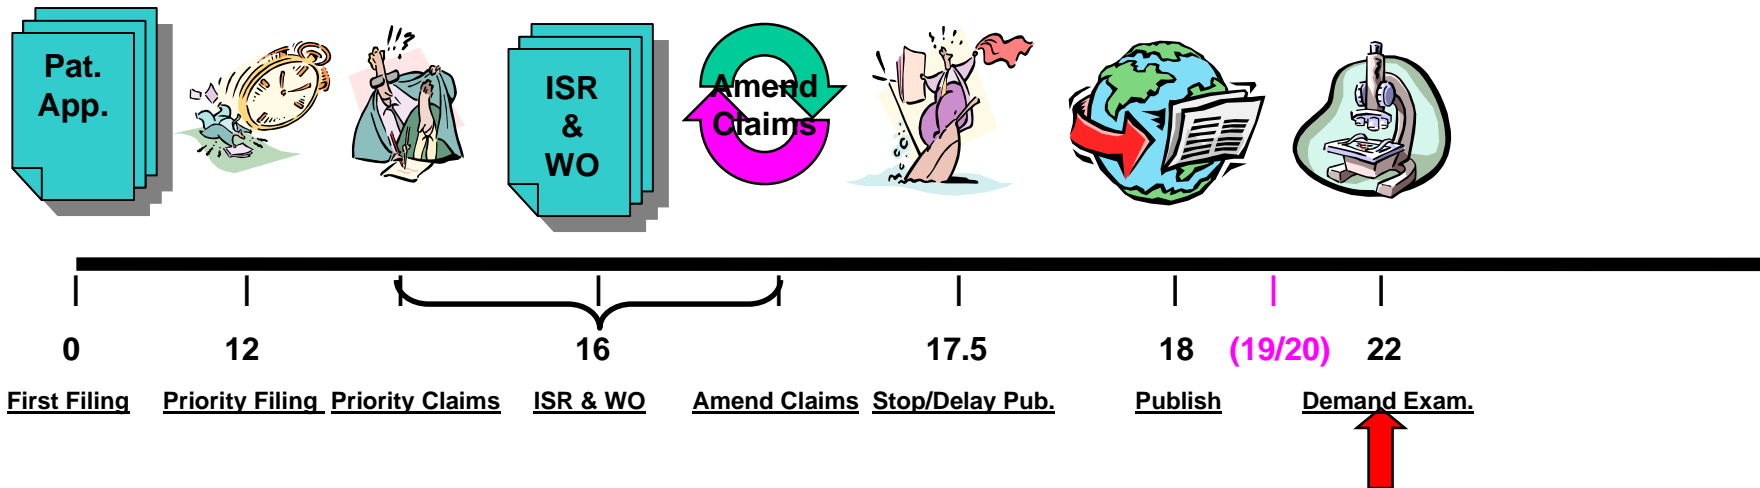 Pat.
App.
ISR
&
WO
Amend
Claims
!!?
0
12
16
17.5
18
(19/20)
22
First Filing
Priority Filing
Priority Claims
ISR & WO
Amend Claims
Stop/Delay Pub.
Publish
Demand Exam.